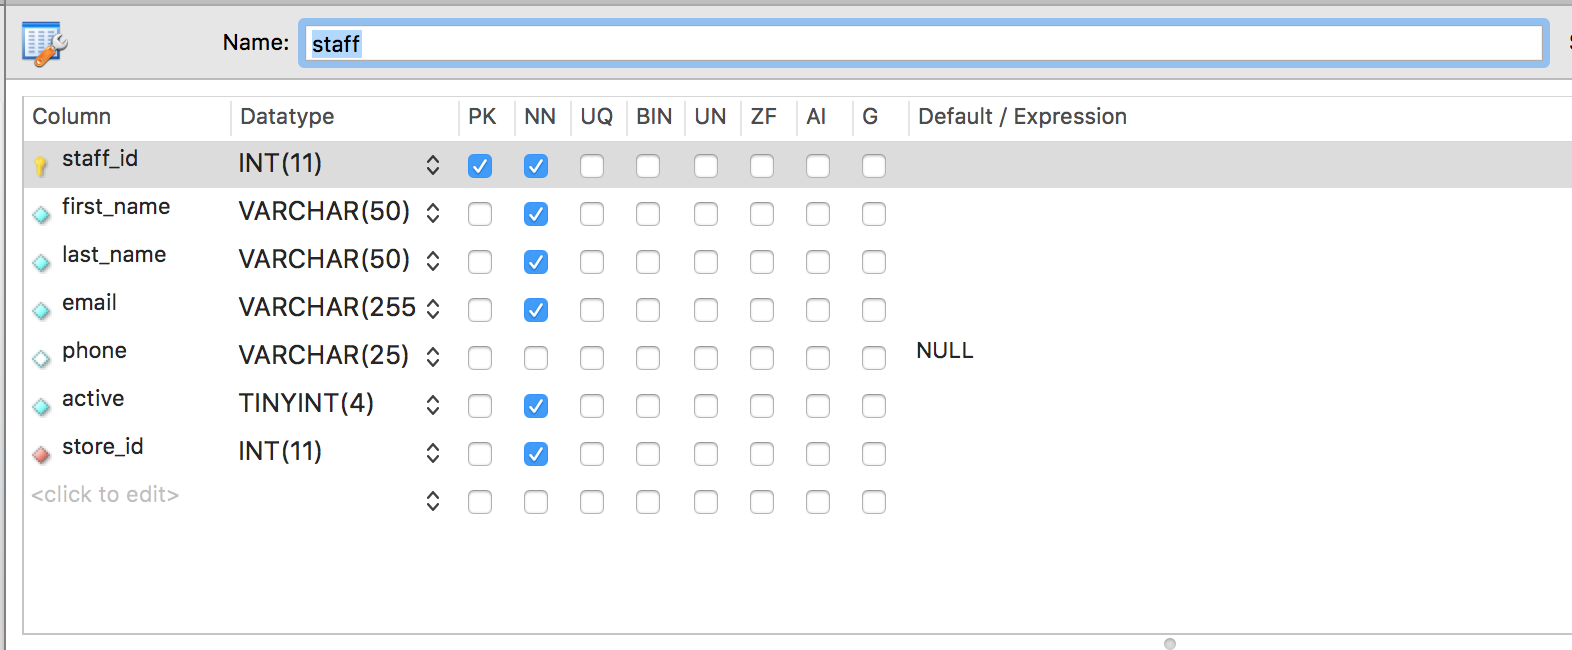 Name: staff
Column Datatype PK NN UQ BIN UN ZF AI G Default / Expression
staff_id INT(11)
first_name VARCHAR(50)
last_name VARCHAR(50)
email VARCHAR(255
phone VARCHAR(25) NULL
active TINYINT(4)
store_id INT(11)
<click to edit>